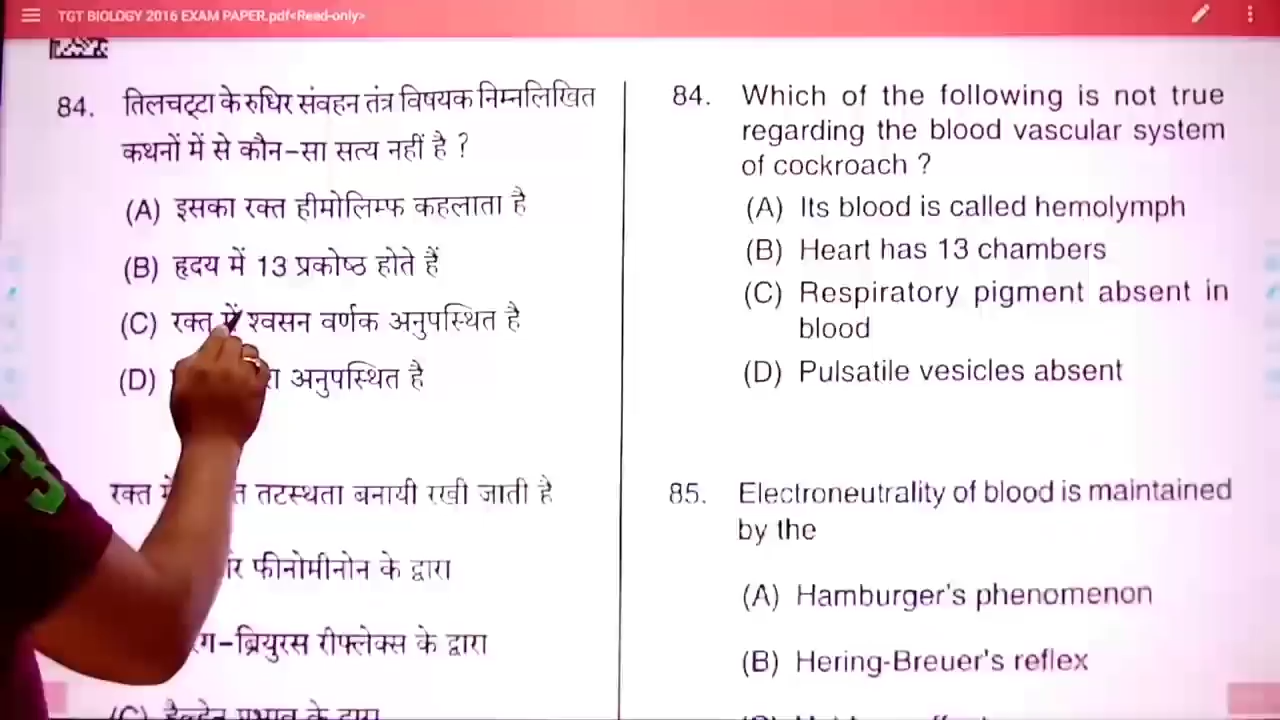 TGT BIOLOGY 2016 EXAM PAPER.pdf<Read-only>
84. तिलचट्टा के रुधिर संवहन तंत्र विषयक निम्नलिखित
कथनों में से कौन-सा सत्य नहीं है ?
(A) इसका रक्त हीमोलिम्फ कहलाता है
(B) हृदय में 13 प्रकोष्ठ होते हैं
(C) रक्त में श्वसन वर्णक अनुपस्थित है
(D) अनुपस्थित है
रक्त तटस्थता बनायी रखी जाती है
फीनोमीनोन के द्वारा
ब्रियुरस रीफ्लेक्स के द्वारा
84. Which of the following is not true
regarding the blood vascular system
of cockroach ?
(A) Its blood is called hemolymph
(B) Heart has 13 chambers
(C) Respiratory pigment absent in
blood
(D) Pulsatile vesicles absent
85. Electroneutrality of blood is maintained
by the
(A) Hamburger's phenomenon
(B) Hering-Breuer's reflex